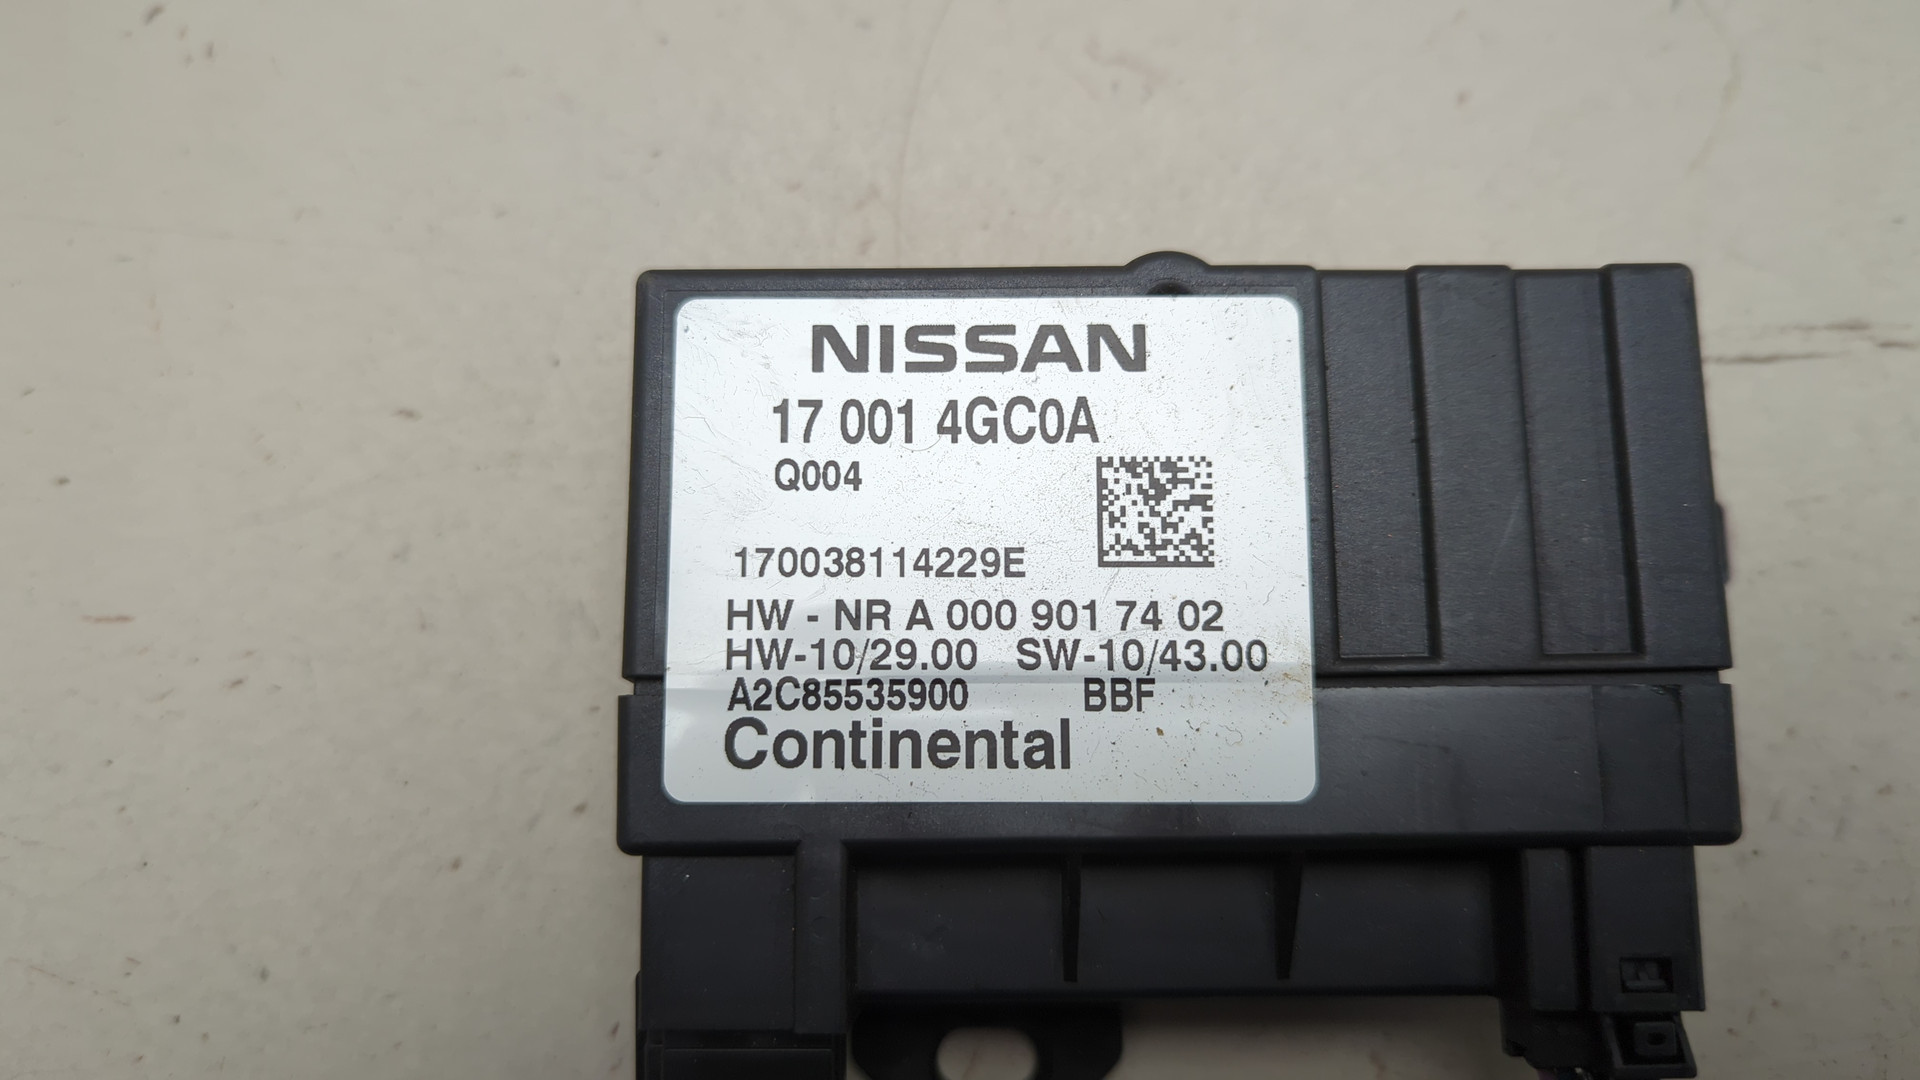 NISSAN
17 001 4GC0A
Q004
170038114229E
HW - NR A 000 901 74 02
HW-10/29.00 SW-10/43.00
A2C85535900 BBF
Continental